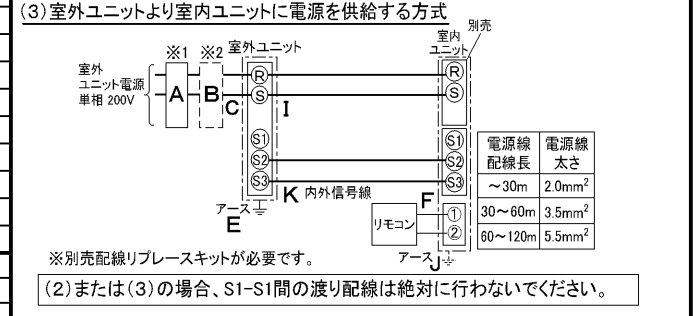 (3)室外ユニットより室内ユニットに電源を供給する方式
※1 ※2 室外ユニット
室内
ユニット
別売
室外
ユニット電源
単相 200V
A B C I
R S
R S
S1
S2
S3
S1
S2
S3
K 内外信号線
アース
E
F
リモコン
①
②
アース J
電源線
配線長
電源線
太さ
～30m 2.0mm²
30～60m 3.5mm²
60～120m 5.5mm²
※別売配線リプレースキットが必要です。
(2)または(3)の場合、S1-S1間の渡り配線は絶対に行わないでください。